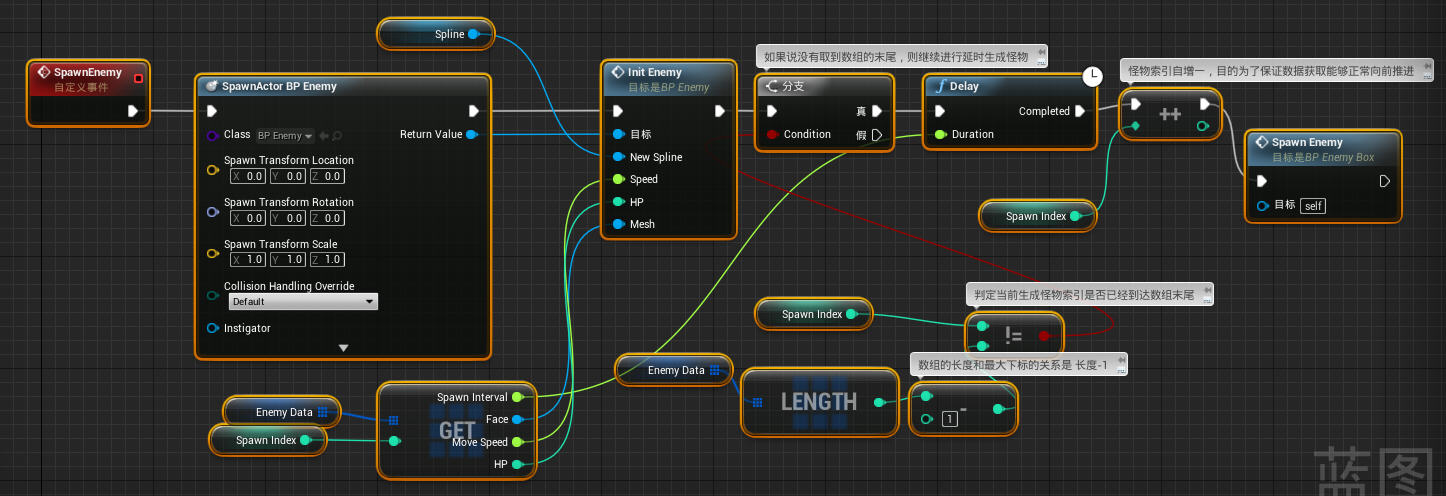 Spline
SpawnEnemy
自定义事件
SpawnActor BP Enemy
Class
BP Enemy
Return Value
Spawn Transform Location
X 0.0 Y 0.0 Z 0.0
Spawn Transform Rotation
X 0.0 Y 0.0 Z 0.0
Spawn Transform Scale
X 1.0 Y 1.0 Z 1.0
Collision Handling Override
Default
Instigator
Init Enemy
目标是BP Enemy
目标
New Spline
Speed
HP
Mesh
如果说没有取到数组的末尾，则继续进行延时生成怪物
分支
真
Condition
假
Delay
Completed
Duration
怪物索引自增一，目的为了保证数据获取能够正常向前推进
++
Spawn Index
Spawn Enemy
目标是BP Enemy Box
目标 self
Spawn Index
判定当前生成怪物索引是否已经到达数组末尾
!=
Enemy Data
LENGTH
数组的长度和最大下标的关系是 长度-1
-
1
Enemy Data
Spawn Index
GET
Spawn Interval
Face
Move Speed
HP
蓝图